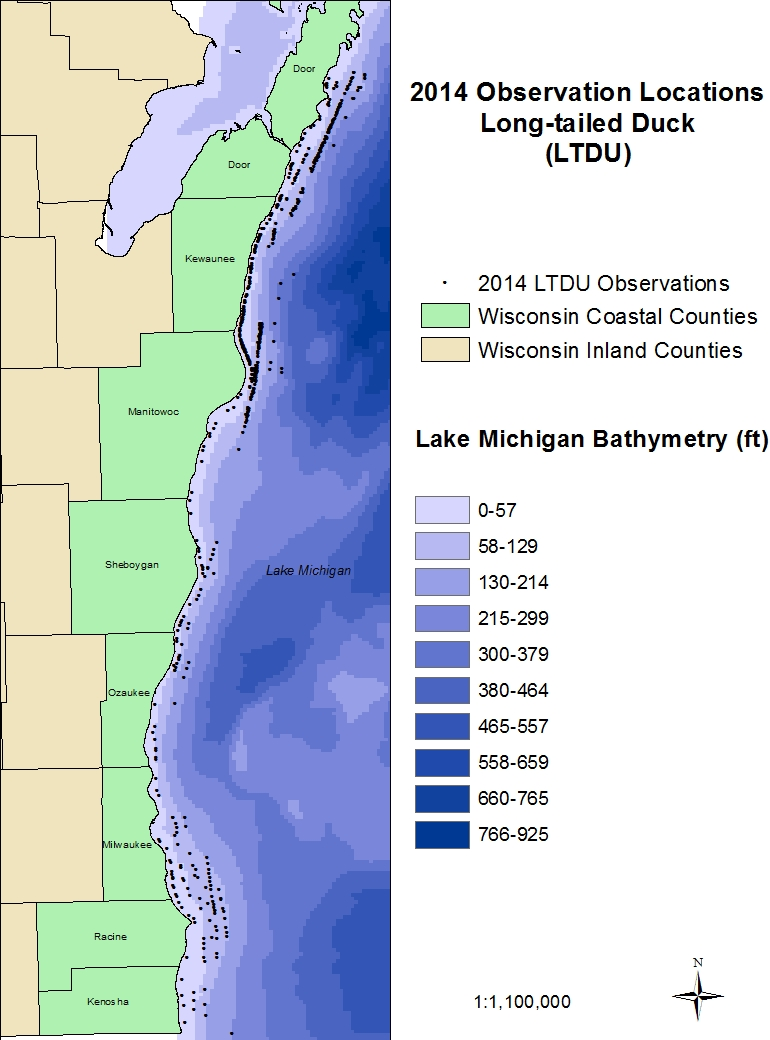 2014 Observation Locations
Long-tailed Duck
(LTDU)
2014 LTDU Observations
Wisconsin Coastal Counties
Wisconsin Inland Counties
Lake Michigan Bathymetry (ft)
0-57
58-129
130-214
215-299
300-379
380-464
465-557
558-659
660-765
766-925
N
1:1,100,000
Door
Door
Kewaunee
Manitowoc
Sheboygan
Lake Michigan
Ozaukee
Milwaukee
Racine
Kenosha